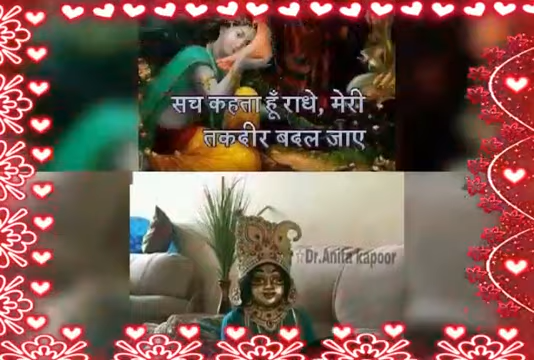 सच कहता हूँ राधे, मेरी
तकदीर बदल जाए
☆Dr.Anita kapoor